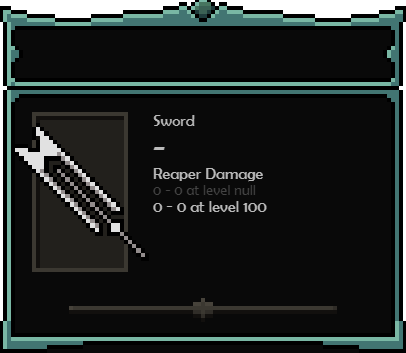 Sword
–
Reaper Damage
0 - 0 at level null
0 - 0 at level 100